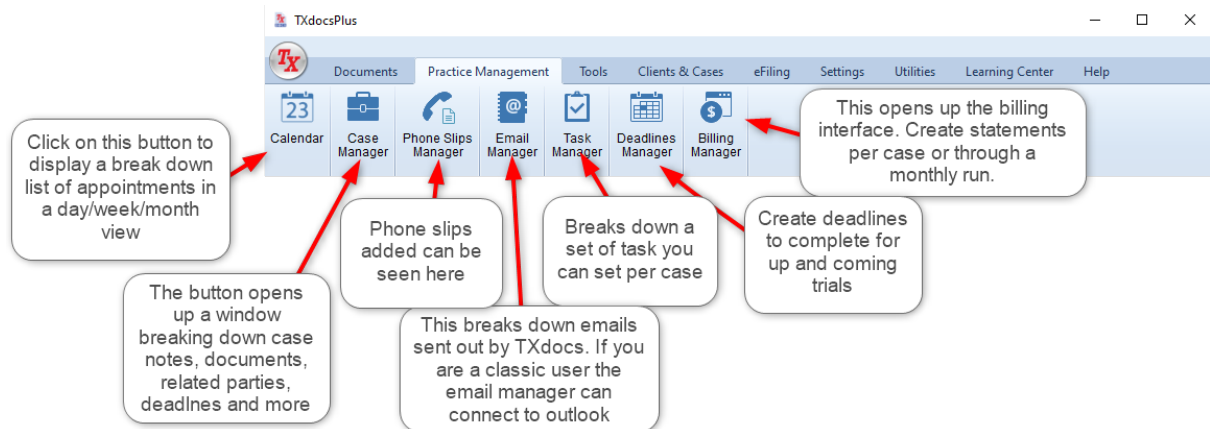 TXdocsPlus
TX
Documents Practice Management Tools Clients & Cases eFiling Settings Utilities Learning Center Help
23
Calendar
Case
Manager
Phone Slips
Manager
@
Email
Manager
Task
Manager
Deadlines
Manager
$
Billing
Manager
This opens up the billing
interface. Create statements
per case or through a
monthly run.
Click on this button to
display a break down
list of appointments in
a day/week/month
view
Phone slips
added can be
seen here
Breaks down a
set of task you
can set per case
Create deadlines
to complete for
up and coming
trials
The button opens
up a window
breaking down case
notes, documents,
related parties,
deadlnes and more
This breaks down emails
sent out by TXdocs. If you
are a classic user the
email manager can
connect to outlook